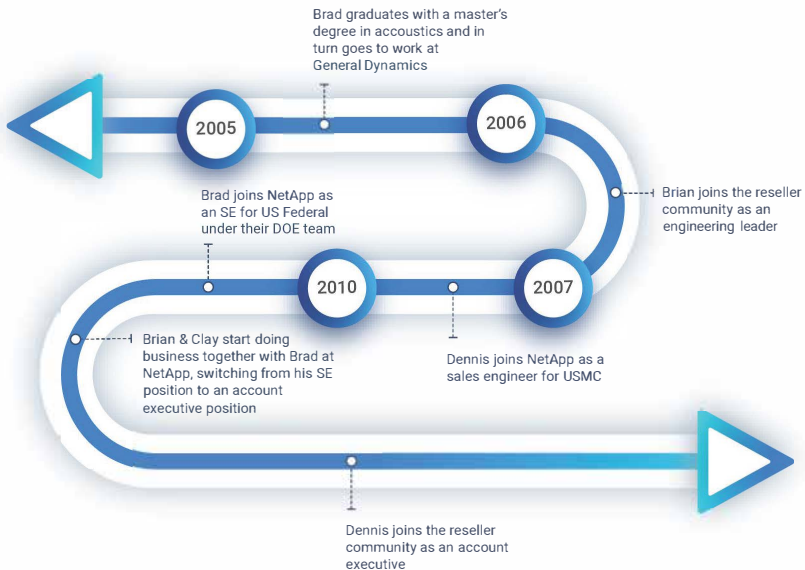 Brad graduates with a master's
degree in accoustics and in
turn goes to work at
General Dynamics
2005
2006
Brian joins the reseller
community as an
engineering leader
Brad joins NetApp as
an SE for US Federal
under their DOE team
2010
2007
Dennis joins NetApp as a
sales engineer for USMC
Brian & Clay start doing
business together with Brad at
NetApp, switching from his SE
position to an account
executive position
Dennis joins the reseller
community as an account
executive